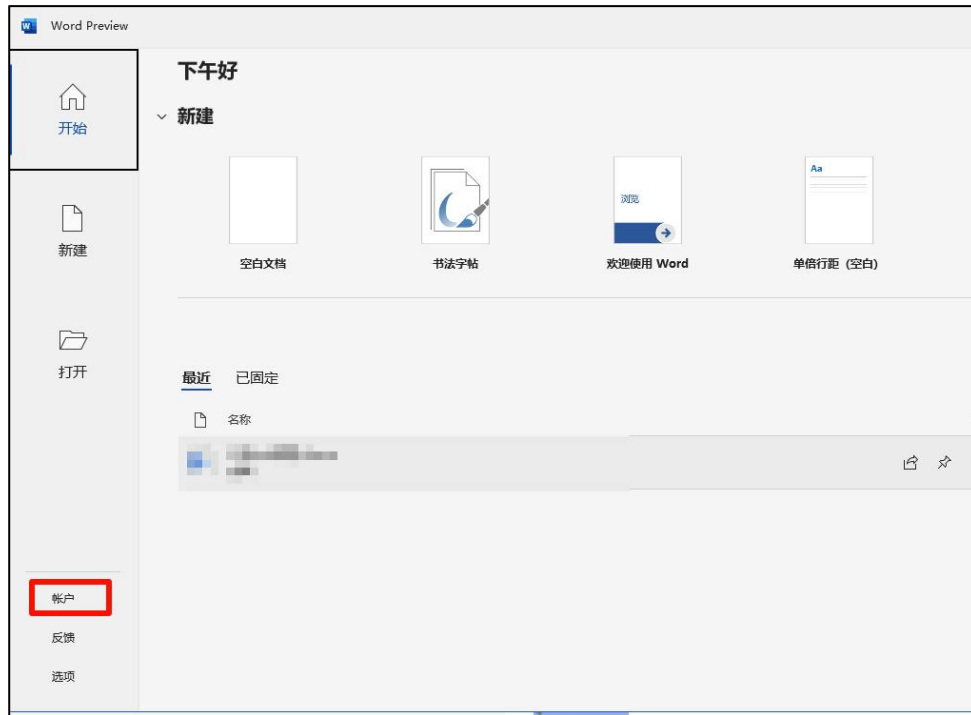 Word Preview
下午好
开始
新建
新建
浏览
Aa
空白文档
书法字帖
欢迎使用 Word
单倍行距 (空白)
打开
最近
已固定
名称
帐户
反馈
选项